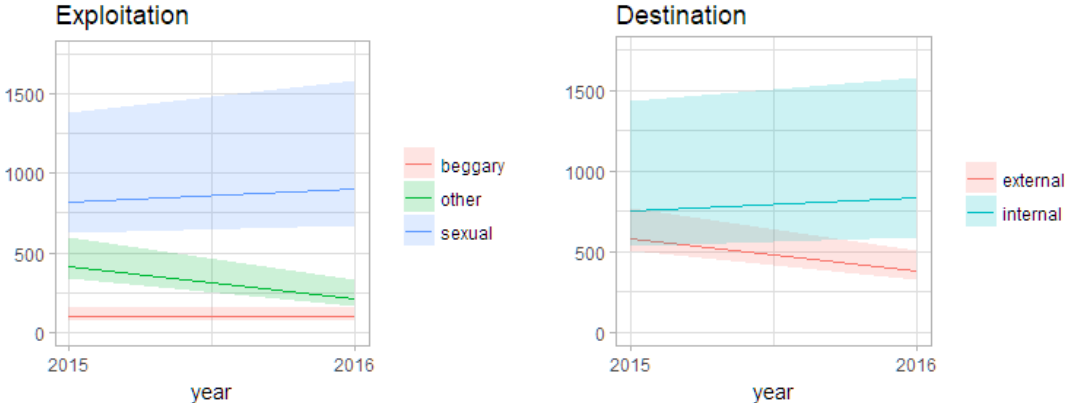 Exploitation
1500
1000
500
0
2015
2016
year
beggary
other
sexual
Destination
1500
1000
500
0
2015
2016
year
external
internal